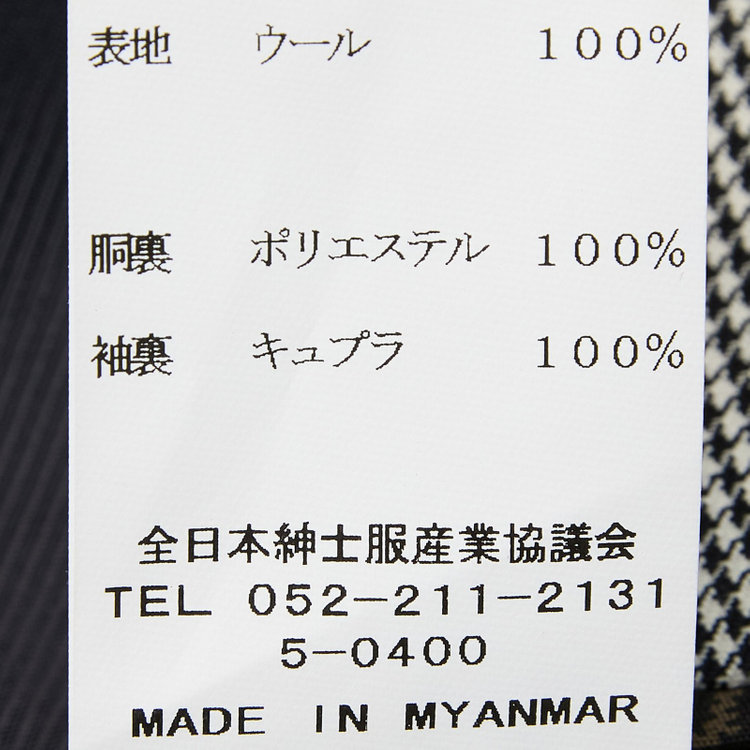 表地 ウール 100%
胴裏 ポリエステル 100%
袖裏 キュプラ 100%
全日本紳士服産業協議会
TEL 052-211-2131
5-0400
MADE IN MYANMAR